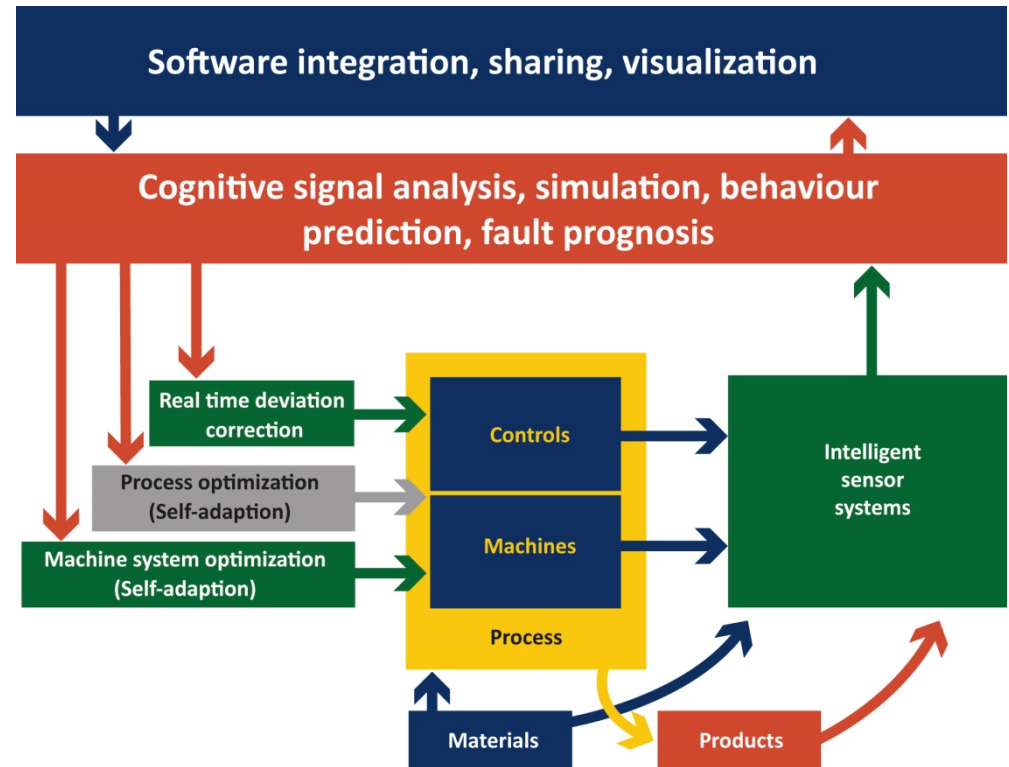 Software integration, sharing, visualization
Cognitive signal analysis, simulation, behaviour
prediction, fault prognosis
Real time deviation
correction
Process optimization
(Self-adaption)
Machine system optimization
(Self-adaption)
Controls
Machines
Process
Intelligent
sensor
systems
Materials
Products